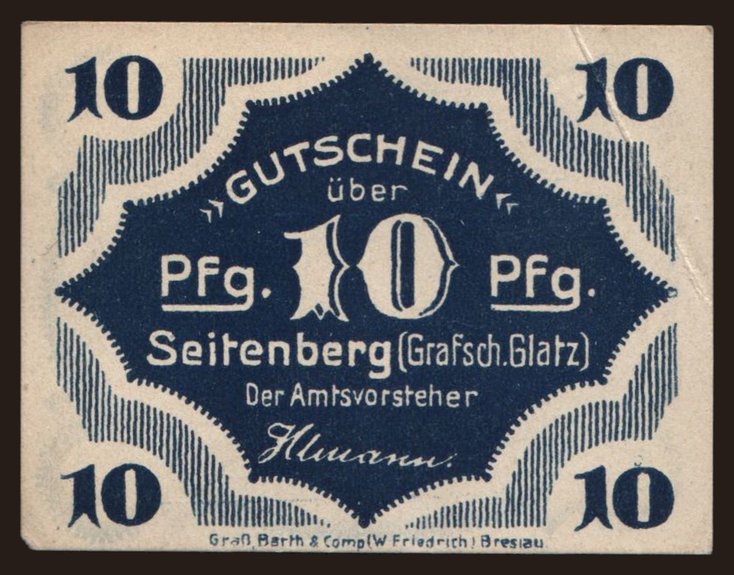 10 10
»GUTSCHEIN«
über
Pfg. 10 Pfg.
Seitenberg (Grafsch. Glatz)
Der Amtsvorsteher
10 10
Graß, Barth & Comp (W. Friedrich) Breslau